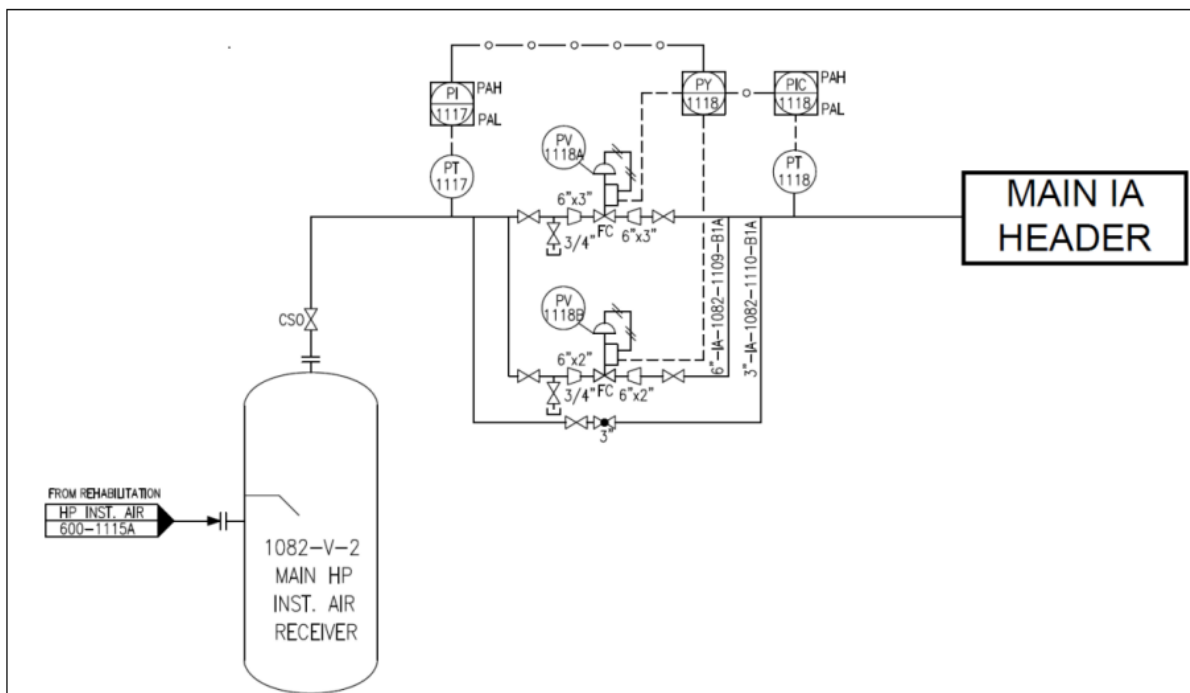 PI
1117
PAH
PAL
PY
1118
PIC
1118
PAH
PAL
PT
1117
PV
1118A
PT
1118
6"x3"
3/4"
FC
6"x3"
MAIN IA
HEADER
6"-IA-1082-1109-B1A
3"-IA-1082-1110-B1A
CSO
PV
1118B
6"x2"
3/4"
FC
6"x2"
3"
FROM REHABILITATION
HP INST. AIR
600-1115A
1082-V-2
MAIN HP
INST. AIR
RECEIVER